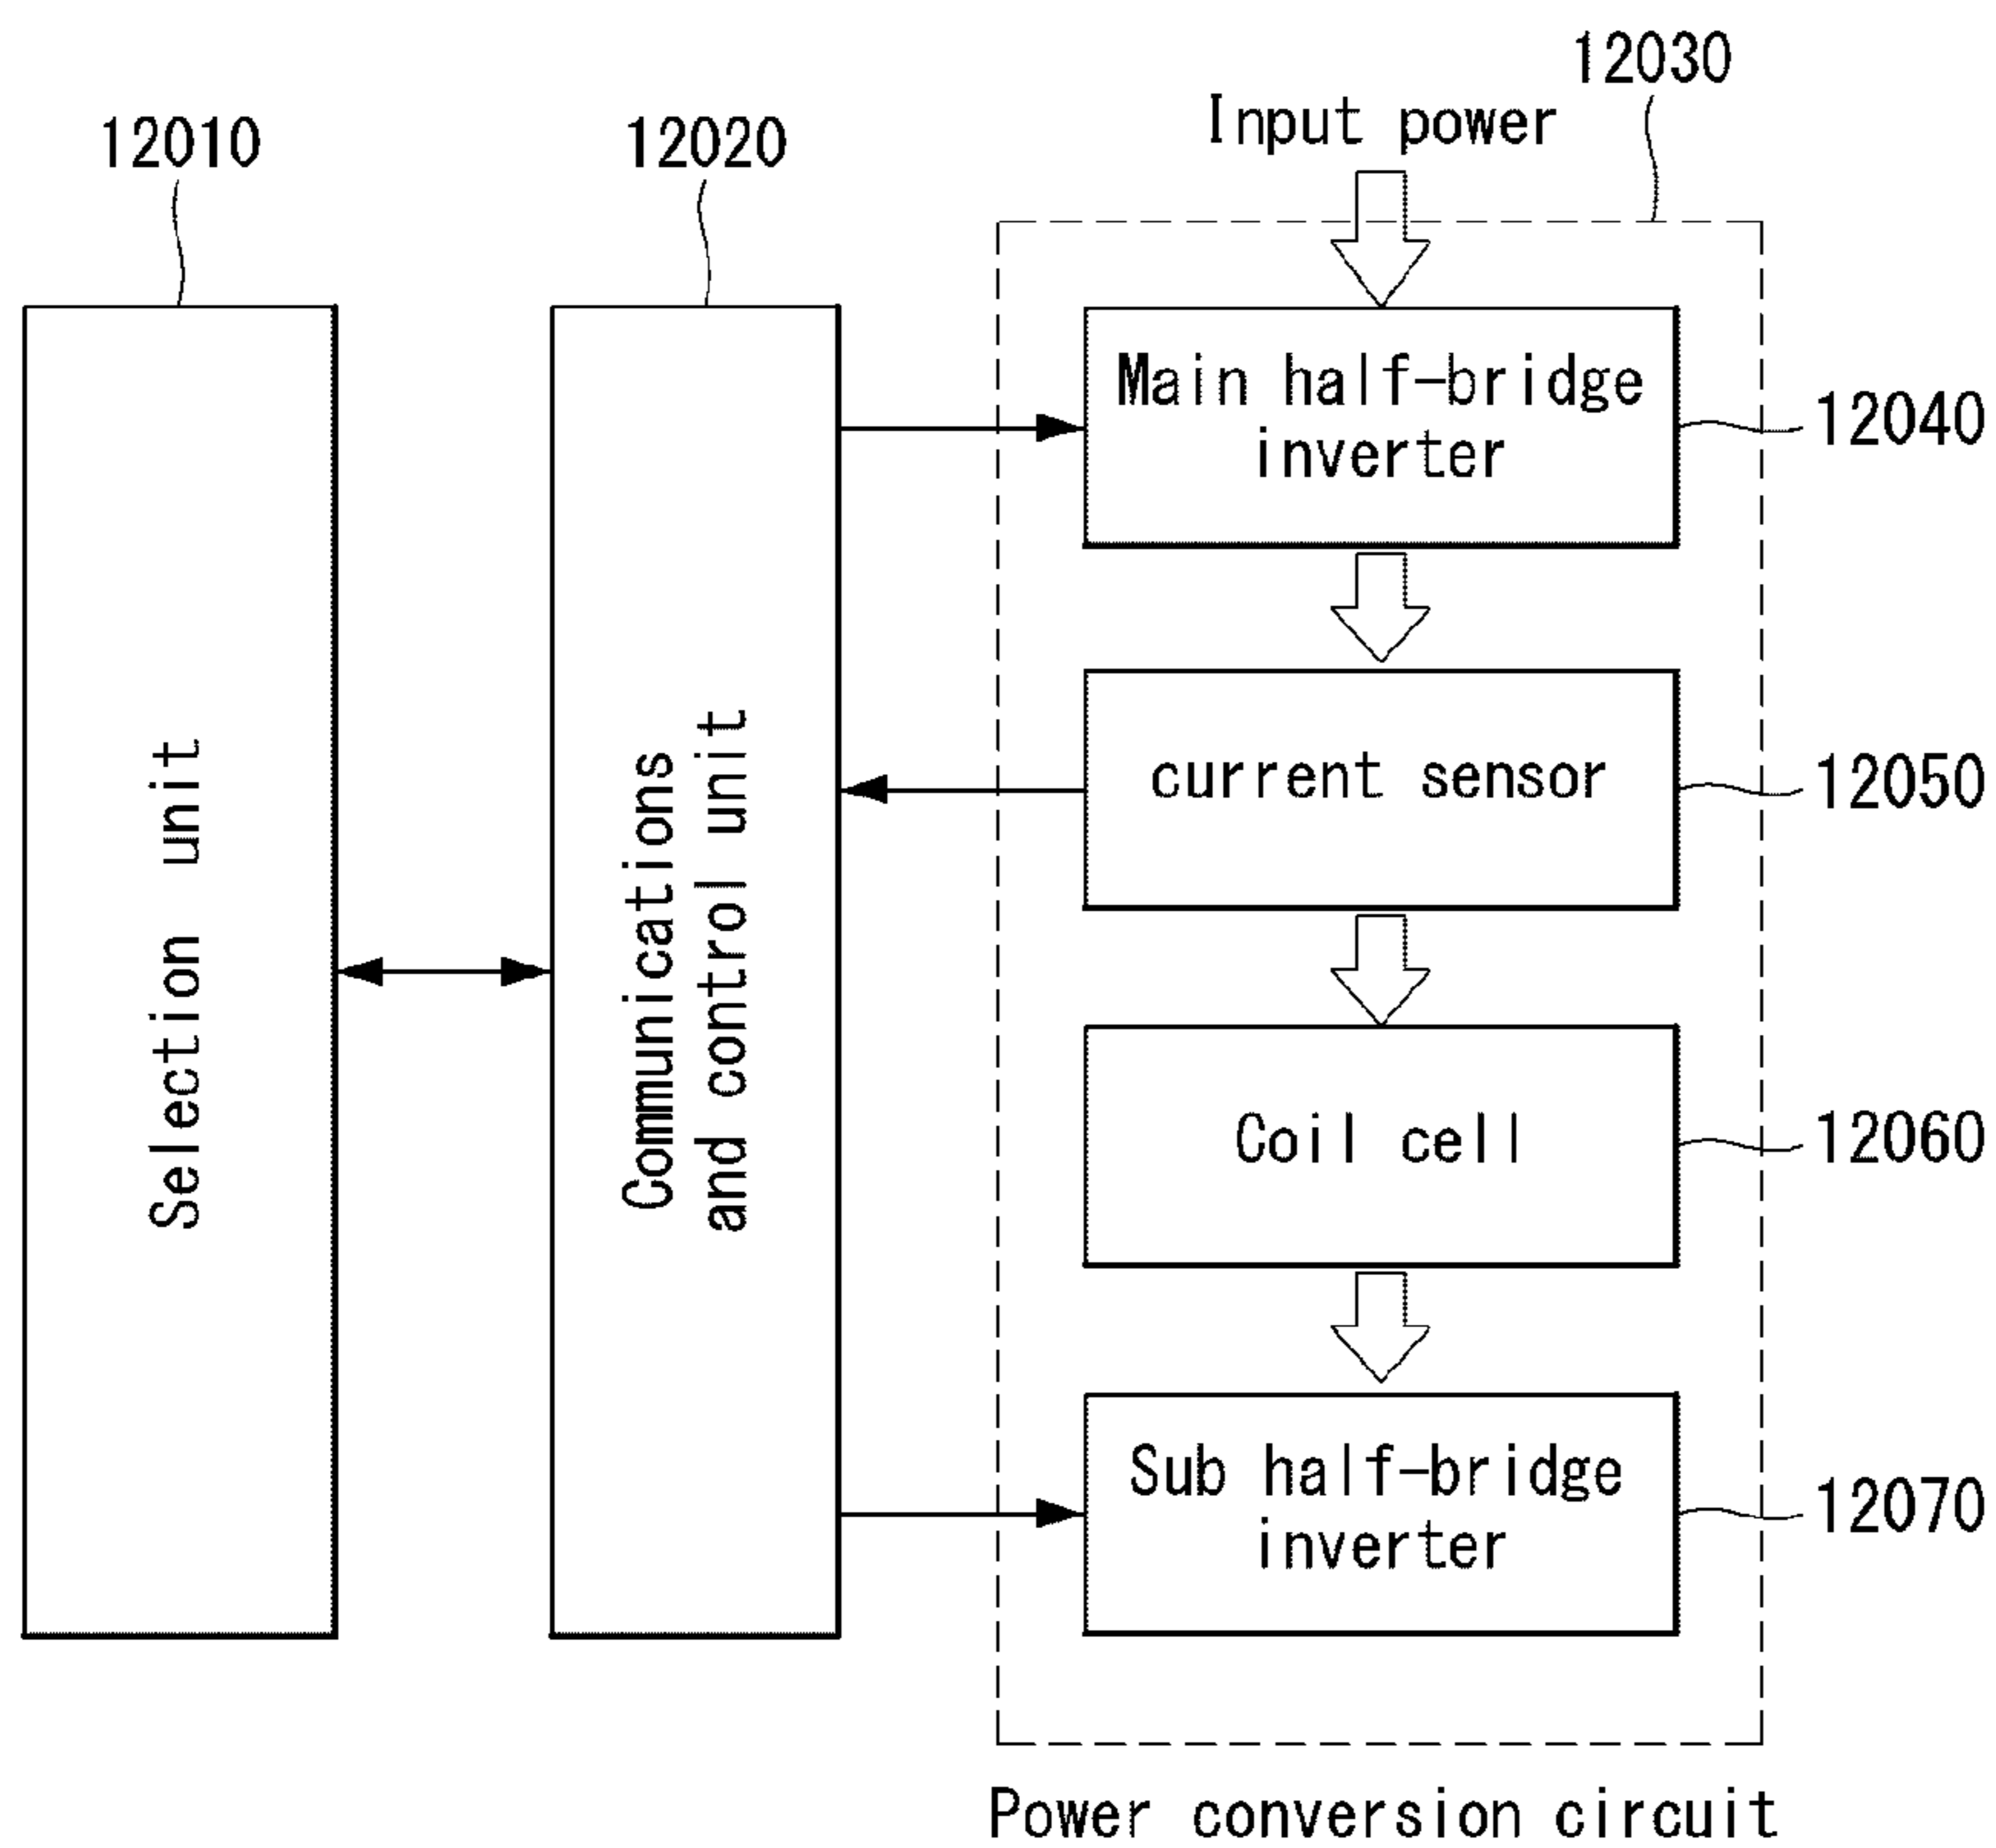 12030
Input power
12010
12020
Main half-bridge
inverter
12040
current sensor
12050
Selection unit
Communications
and control unit
Coil cell
12060
Sub half-bridge
inverter
12070
Power conversion circuit